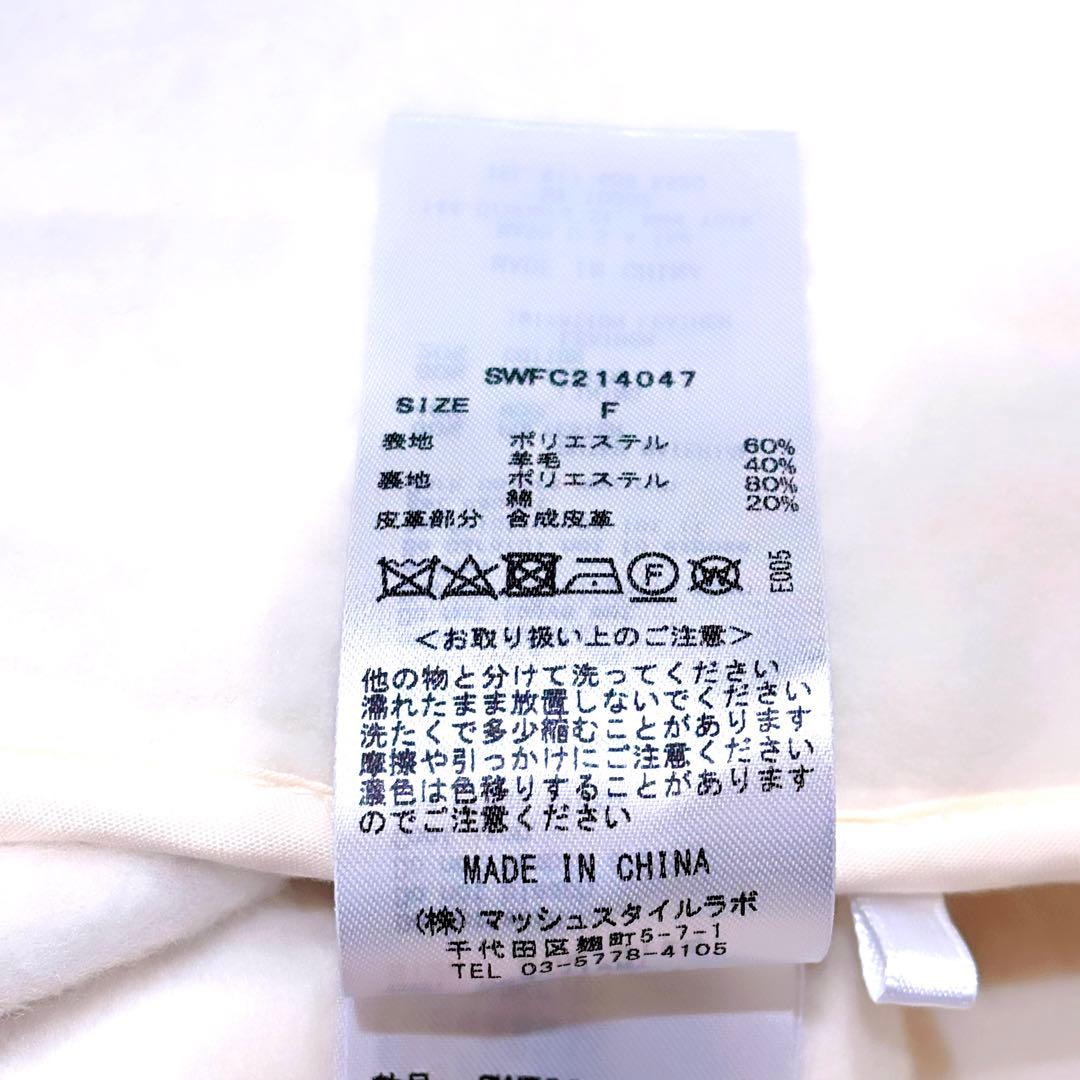 SWFC214047
SIZE F
表地 ポリエステル 60%
羊毛 40%
裏地 ポリエステル 80%
綿 20%
皮革部分 合成皮革
F W E005
<お取り扱い上のご注意>
他の物と分けて洗ってください
濡れたまま放置しないでください
洗たくで多少縮むことがあります
摩擦や引っかけにご注意ください
濃色は色移りすることがあります
のでご注意ください
MADE IN CHINA
(株)マッシュスタイルラボ
千代田区麹町5-7-1
TEL 03-5778-4105